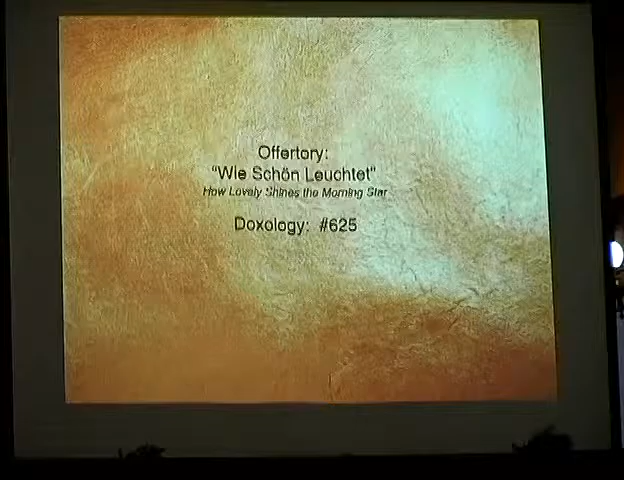 Offertory:
"Wie Schön Leuchtet"
How Lovely Shines the Morning Star
Doxology: #625